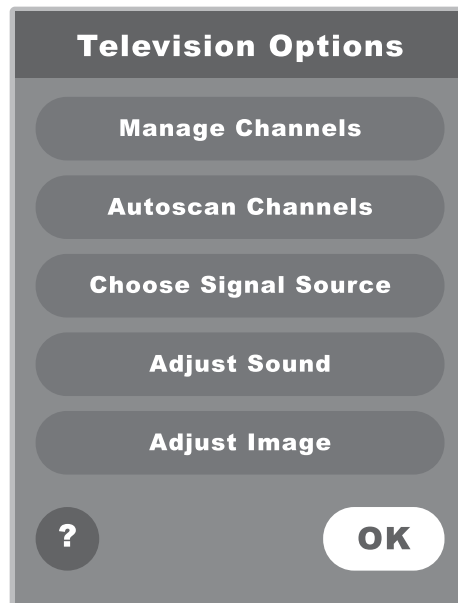 Television Options
Manage Channels
Autoscan Channels
Choose Signal Source
Adjust Sound
Adjust Image
? OK